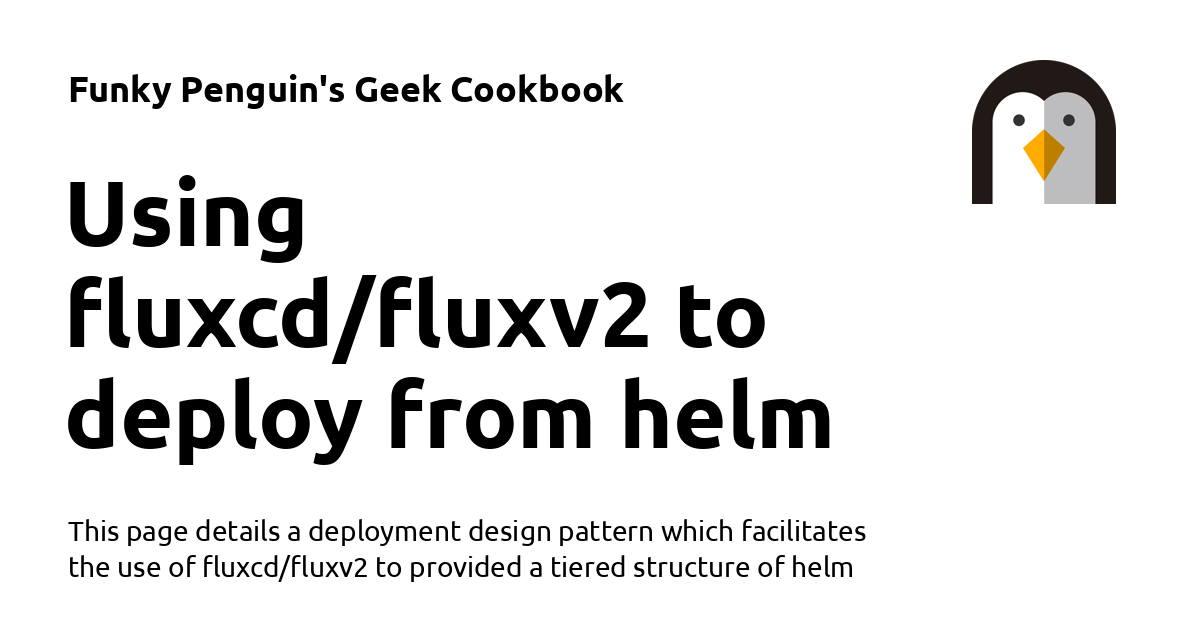 Funky Penguin's Geek Cookbook
Using
fluxcd/fluxv2 to
deploy from helm
This page details a deployment design pattern which facilitates
the use of fluxcd/fluxv2 to provided a tiered structure of helm